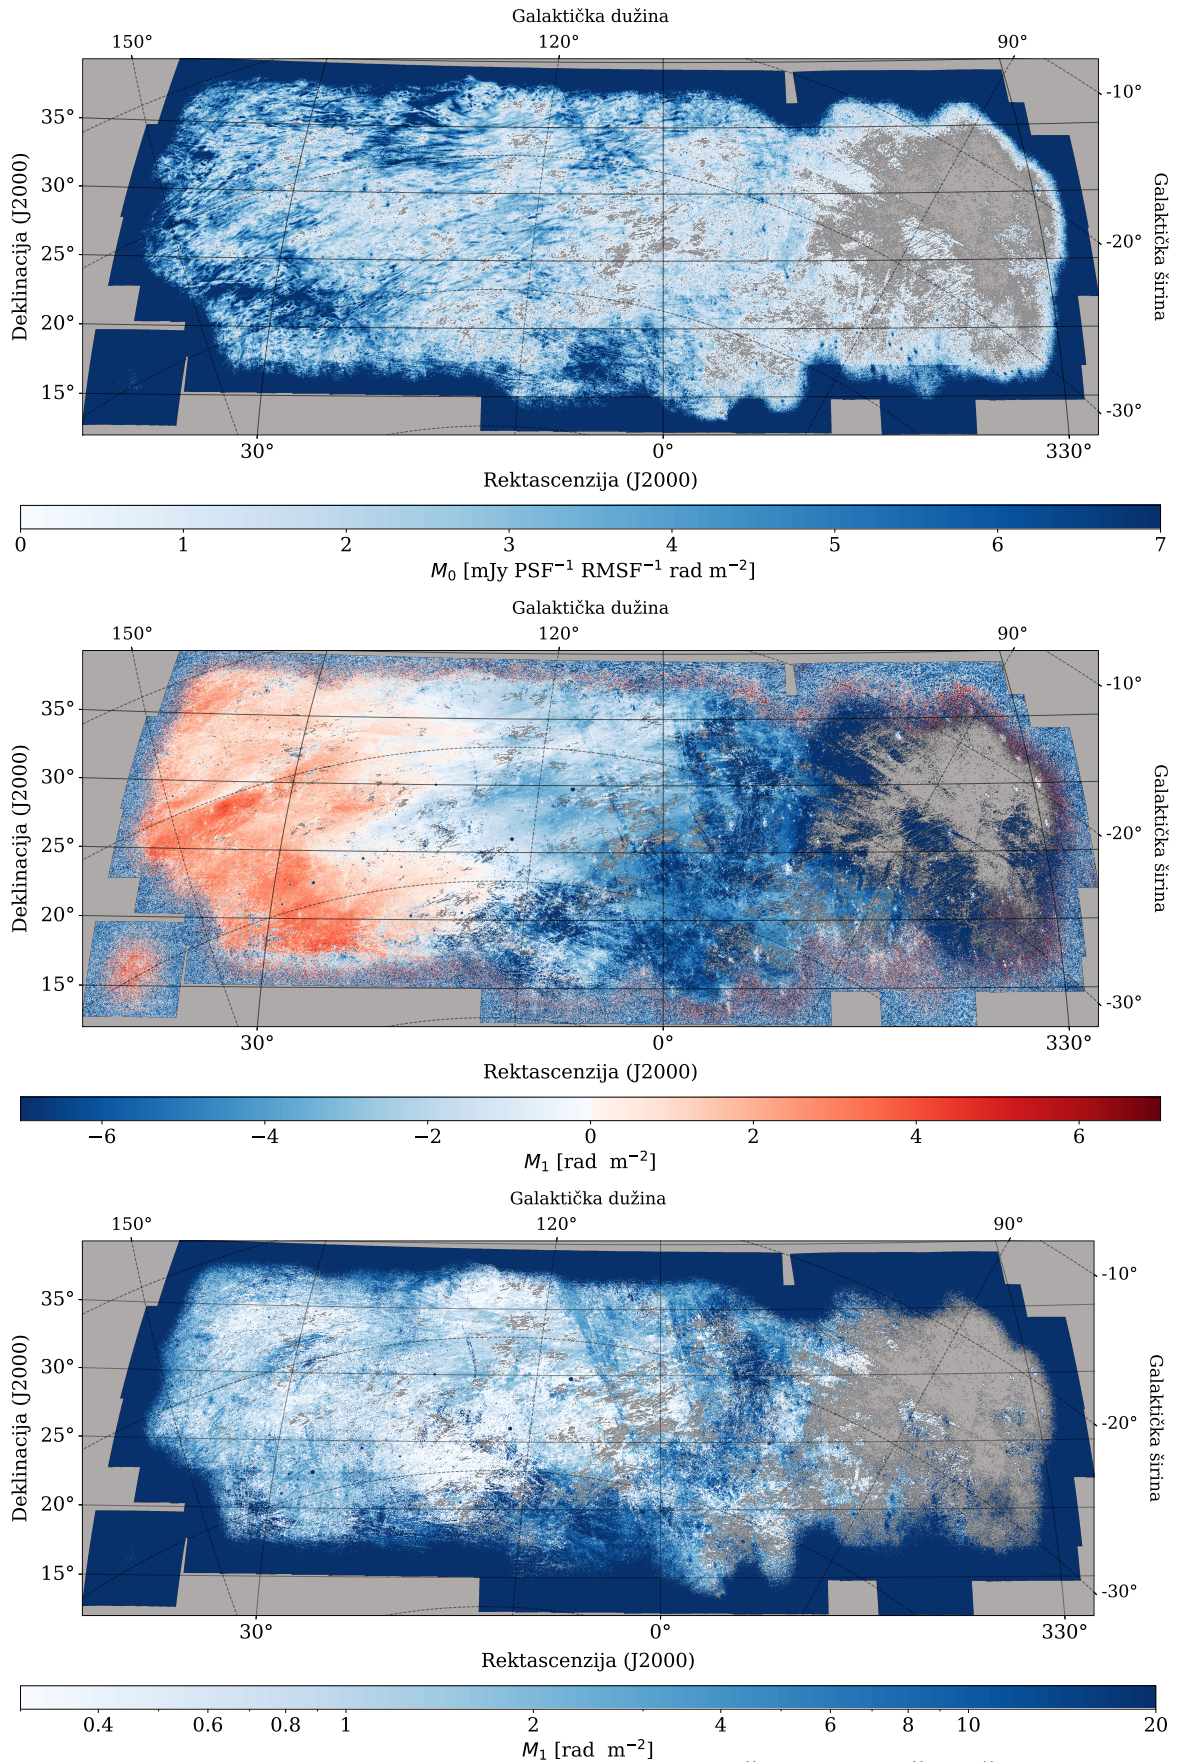 Galaktička dužina
150° 120° 90°
35°
30°
25°
20°
15°
Deklinacija (J2000)
-10°
-20°
-30°
Galaktička širina
30° 0° 330°
Rektascenzija (J2000)
0 1 2 3 4 5 6 7
M₀ [mJy PSF⁻¹ RMSF⁻¹ rad m⁻²]
Galaktička dužina
150° 120° 90°
35°
30°
25°
20°
15°
Deklinacija (J2000)
-10°
-20°
-30°
Galaktička širina
30° 0° 330°
Rektascenzija (J2000)
−6 −4 −2 0 2 4 6
M₁ [rad m⁻²]
Galaktička dužina
150° 120° 90°
35°
30°
25°
20°
15°
Deklinacija (J2000)
-10°
-20°
-30°
Galaktička širina
30° 0° 330°
Rektascenzija (J2000)
0.4 0.6 0.8 1 2 4 6 8 10 20
M₁ [rad m⁻²]